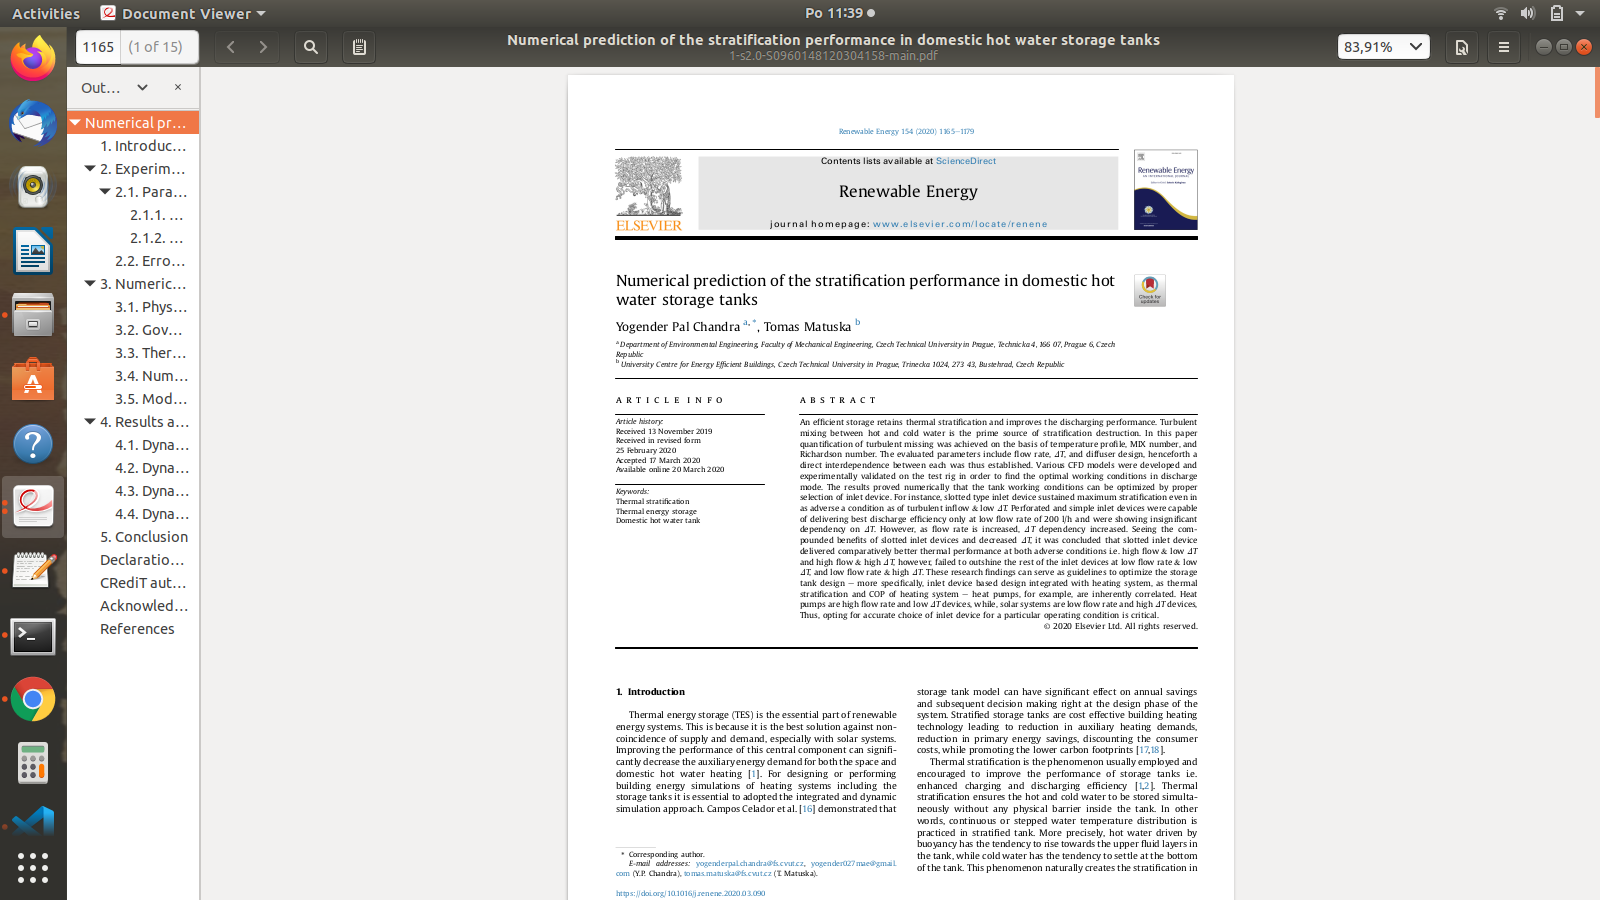 Activities
Document Viewer
Po 11:39
1165
(1 of 15)
Numerical prediction of the stratification performance in domestic hot water storage tanks
1-s2.0-S0960148120304158-main.pdf
83,91%
Out…
Numerical pr…
1. Introduc…
2. Experim…
2.1. Para…
2.1.1. …
2.1.2. …
2.2. Erro…
3. Numeric…
3.1. Phys…
3.2. Gov…
3.3. Ther…
3.4. Num…
3.5. Mod…
4. Results a…
4.1. Dyna…
4.2. Dyna…
4.3. Dyna…
4.4. Dyna…
5. Conclusion
Declaratio…
CRediT aut…
Acknowled…
References
Renewable Energy 154 (2020) 1165–1179
Contents lists available at ScienceDirect
Renewable Energy
journal homepage: www.elsevier.com/locate/renene
ELSEVIER
Renewable Energy
Numerical prediction of the stratification performance in domestic hot
water storage tanks
Check for
updates
Yogender Pal Chandra a, *, Tomas Matuska b
a Department of Environmental Engineering, Faculty of Mechanical Engineering, Czech Technical University in Prague, Technicka 4, 166 07, Prague 6, Czech
Republic
b University Centre for Energy Efficient Buildings, Czech Technical University in Prague, Trinecka 1024, 273 43, Bustehrad, Czech Republic
ARTICLE INFO
Article history:
Received 13 November 2019
Received in revised form
25 February 2020
Accepted 17 March 2020
Available online 20 March 2020
Keywords:
Thermal stratification
Thermal energy storage
Domestic hot water tank
ABSTRACT
An efficient storage retains thermal stratification and improves the discharging performance. Turbulent
mixing between hot and cold water is the prime source of stratification destruction. In this paper
quantification of turbulent missing was achieved on the basis of temperature profile, MIX number, and
Richardson number. The evaluated parameters include flow rate, ΔT, and diffuser design, henceforth a
direct interdependence between each was thus established. Various CFD models were developed and
experimentally validated on the test rig in order to find the optimal working conditions in discharge
mode. The results proved numerically that the tank working conditions can be optimized by proper
selection of inlet device. For instance, slotted type inlet device sustained maximum stratification even in
as adverse a condition as of turbulent inflow & low ΔT. Perforated and simple inlet devices were capable
of delivering best discharge efficiency only at low flow rate of 200 l/h and were showing insignificant
dependency on ΔT. However, as flow rate is increased, ΔT dependency increased. Seeing the com-
pounded benefits of slotted inlet devices and decreased ΔT, it was concluded that slotted inlet device
delivered comparatively better thermal performance at both adverse conditions i.e. high flow & low ΔT
and high flow & high ΔT, however, failed to outshine the rest of the inlet devices at low flow rate & low
ΔT, and low flow rate & high ΔT. These research findings can serve as guidelines to optimize the storage
tank design – more specifically, inlet device based design integrated with heating system, as thermal
stratification and COP of heating system – heat pumps, for example, are inherently correlated. Heat
pumps are high flow rate and low ΔT devices, while, solar systems are low flow rate and high ΔT devices,
Thus, opting for accurate choice of inlet device for a particular operating condition is critical.
© 2020 Elsevier Ltd. All rights reserved.
1. Introduction
Thermal energy storage (TES) is the essential part of renewable
energy systems. This is because it is the best solution against non-
coincidence of supply and demand, especially with solar systems.
Improving the performance of this central component can signifi-
cantly decrease the auxiliary energy demand for both the space and
domestic hot water heating [1]. For designing or performing
building energy simulations of heating systems including the
storage tanks it is essential to adopted the integrated and dynamic
simulation approach. Campos Celador et al. [16] demonstrated that
* Corresponding author.
E-mail addresses: yogenderpal.chandra@fs.cvut.cz, yogender027mae@gmail.
com (Y.P. Chandra), tomas.matuska@fs.cvut.cz (T. Matuska).
https://doi.org/10.1016/j.renene.2020.03.090
storage tank model can have significant effect on annual savings
and subsequent decision making right at the design phase of the
system. Stratified storage tanks are cost effective building heating
technology leading to reduction in auxiliary heating demands,
reduction in primary energy savings, discounting the consumer
costs, while promoting the lower carbon footprints [17,18].
Thermal stratification is the phenomenon usually employed and
encouraged to improve the performance of storage tanks i.e.
enhanced charging and discharging efficiency [1,2]. Thermal
stratification ensures the hot and cold water to be stored simulta-
neously without any physical barrier inside the tank. In other
words, continuous or stepped water temperature distribution is
practiced in stratified tank. More precisely, hot water driven by
buoyancy has the tendency to rise towards the upper fluid layers in
the tank, while cold water has the tendency to settle at the bottom
of the tank. This phenomenon naturally creates the stratification in